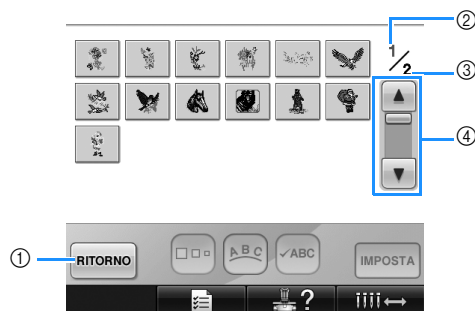 ②
1/2
③
④
①
RITORNO
ABC
✓ABC
IMPOSTA
?